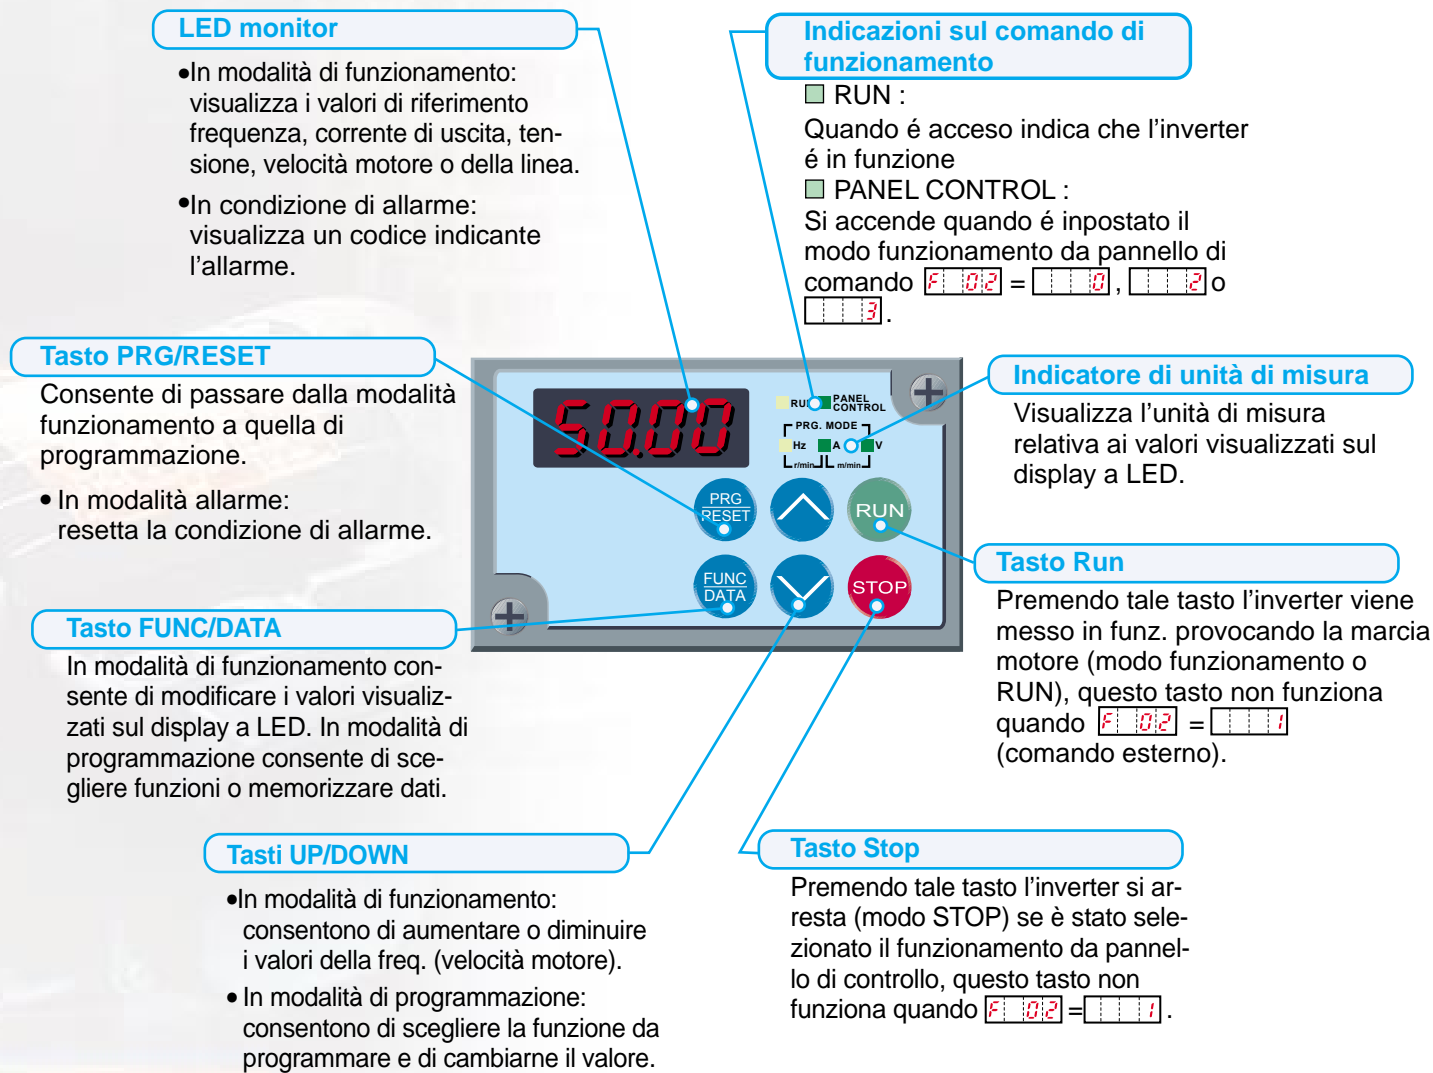 LED monitor
•In modalità di funzionamento:
visualizza i valori di riferimento
frequenza, corrente di uscita, ten-
sione, velocità motore o della linea.
•In condizione di allarme:
visualizza un codice indicante
l'allarme.
Indicazioni sul comando di
funzionamento
RUN :
Quando é acceso indica che l'inverter
é in funzione
PANEL CONTROL :
Si accende quando é inpostato il
modo funzionamento da pannello di
comando F 02 = 0, 2 o
3.
Tasto PRG/RESET
Consente di passare dalla modalità
funzionamento a quella di
programmazione.
• In modalità allarme:
resetta la condizione di allarme.
50.00
RUN PANEL
CONTROL
PRG. MODE
Hz A V
r/min m/min
PRG
RESET
RUN
FUNC
DATA
STOP
Indicatore di unità di misura
Visualizza l'unità di misura
relativa ai valori visualizzati sul
display a LED.
Tasto Run
Premendo tale tasto l'inverter viene
messo in funz. provocando la marcia
motore (modo funzionamento o
RUN), questo tasto non funziona
quando F 02 = 1
(comando esterno).
Tasto FUNC/DATA
In modalità di funzionamento con-
sente di modificare i valori visualiz-
zati sul display a LED. In modalità di
programmazione consente di sce-
gliere funzioni o memorizzare dati.
Tasti UP/DOWN
•In modalità di funzionamento:
consentono di aumentare o diminuire
i valori della freq. (velocità motore).
• In modalità di programmazione:
consentono di scegliere la funzione da
programmare e di cambiarne il valore.
Tasto Stop
Premendo tale tasto l'inverter si ar-
resta (modo STOP) se è stato sele-
zionato il funzionamento da pannel-
lo di controllo, questo tasto non
funziona quando F 02 = 1.